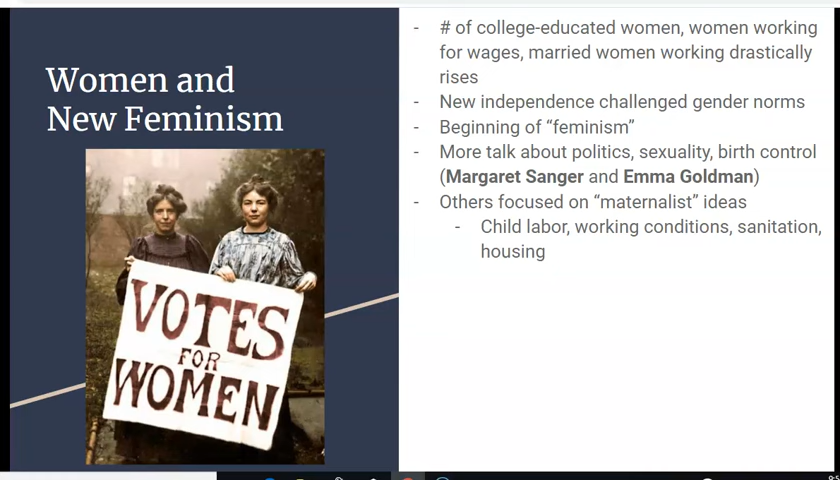 Women and
New Feminism
VOTES
FOR
WOMEN
- # of college-educated women, women working
for wages, married women working drastically
rises
- New independence challenged gender norms
- Beginning of “feminism”
- More talk about politics, sexuality, birth control
(Margaret Sanger and Emma Goldman)
- Others focused on “maternalist” ideas
- Child labor, working conditions, sanitation,
housing